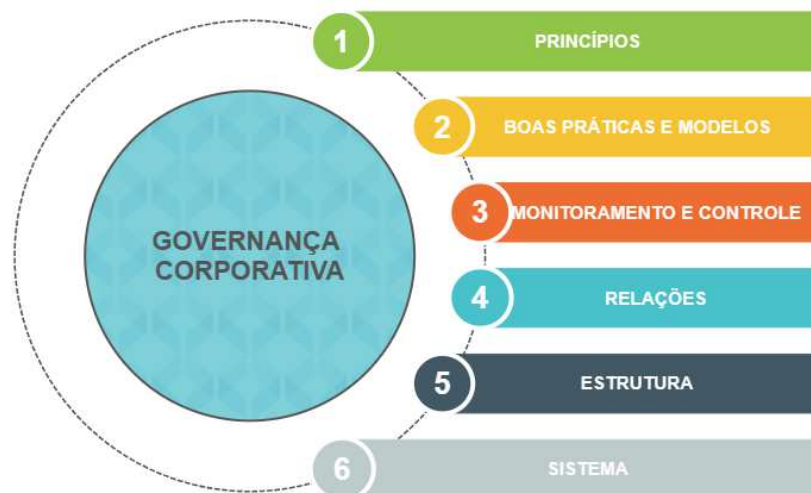 1
PRINCÍPIOS
2
BOAS PRÁTICAS E MODELOS
3
MONITORAMENTO E CONTROLE
GOVERNANÇA
CORPORATIVA
4
RELAÇÕES
5
ESTRUTURA
6
SISTEMA